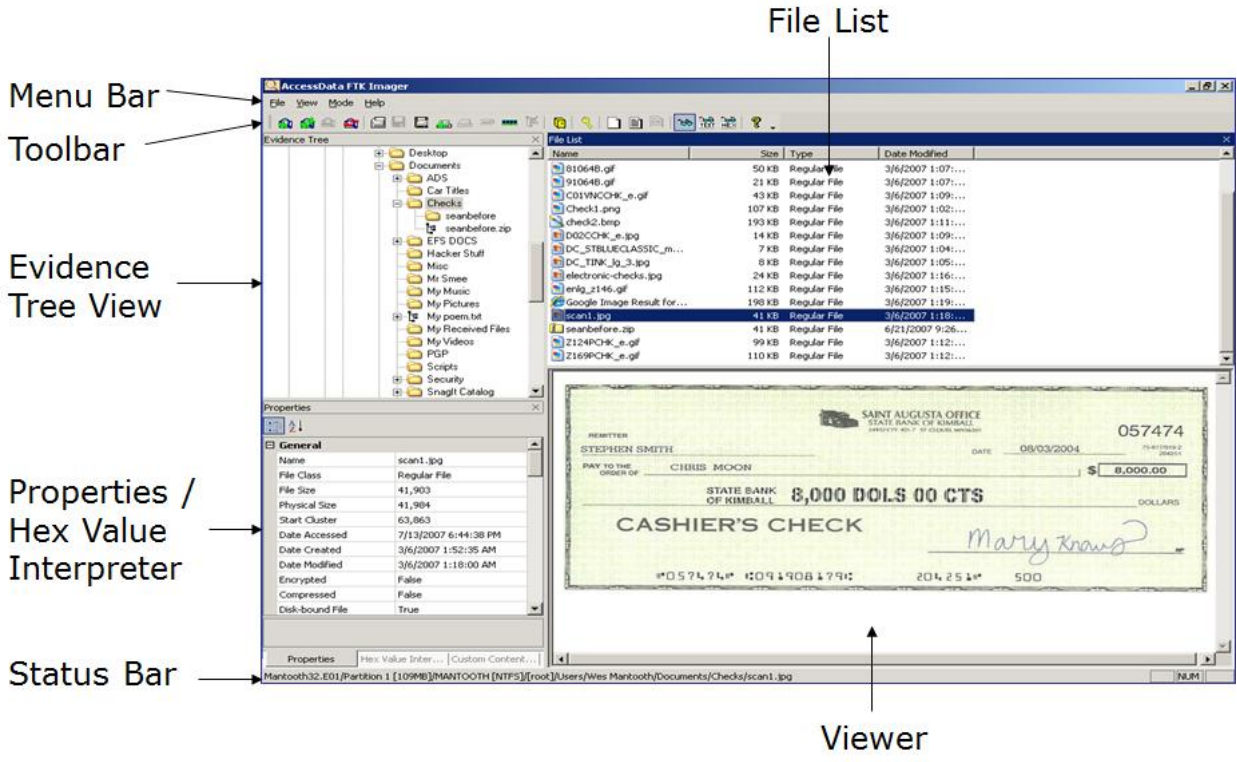 File List
Menu Bar
Toolbar
Evidence
Tree View
Properties /
Hex Value
Interpreter
Status Bar
Viewer
AccessData FTK Imager
File View Mode Help
Evidence Tree
Desktop
Documents
ADS
Car Titles
Checks
seanbefore
seanbefore.zip
EFS DOCS
Hacker Stuff
Misc
Mr Smee
My Music
My Pictures
My poem.txt
My Received Files
My Videos
PGP
Scripts
Security
SnagIt Catalog
File List
Name Size Type Date Modified
81064B.gif 50 KB Regular File 3/6/2007 1:07:...
91064B.gif 21 KB Regular File 3/6/2007 1:07:...
C01VNCCHK_e.gif 43 KB Regular File 3/6/2007 1:09:...
Check1.png 107 KB Regular File 3/6/2007 1:02:...
check2.bmp 193 KB Regular File 3/6/2007 1:11:...
D02CCHK_e.jpg 14 KB Regular File 3/6/2007 1:09:...
DC_STBLUECLASSIC_m... 7 KB Regular File 3/6/2007 1:04:...
DC_TINK_lg_3.jpg 8 KB Regular File 3/6/2007 1:05:...
electronic-checks.jpg 24 KB Regular File 3/6/2007 1:16:...
enlg_z146.gif 112 KB Regular File 3/6/2007 1:15:...
Google Image Result for... 198 KB Regular File 3/6/2007 1:19:...
scan1.jpg 41 KB Regular File 3/6/2007 1:18:...
seanbefore.zip 41 KB Regular File 6/21/2007 9:26...
Z124PCHK_e.gif 99 KB Regular File 3/6/2007 1:12:...
Z169PCHK_e.gif 110 KB Regular File 3/6/2007 1:12:...
Properties
General
Name scan1.jpg
File Class Regular File
File Size 41,903
Physical Size 41,984
Start Cluster 63,863
Date Accessed 7/13/2007 6:44:38 PM
Date Created 3/6/2007 1:52:35 AM
Date Modified 3/6/2007 1:18:00 AM
Encrypted False
Compressed False
Disk-bound File True
Properties Hex Value Inter... Custom Content...
SAINT AUGUSTA OFFICE
STATE BANK OF KIMBALL
057474
REMITTER
STEPHEN SMITH
DATE 08/03/2004
PAY TO THE
ORDER OF CHRIS MOON $ 8,000.00
STATE BANK
OF KIMBALL 8,000 DOLS 00 CTS DOLLARS
CASHIER'S CHECK
Mary Knaus
⑈057474⑈ ⑆091908179⑆ 204251⑈ 500
Mantooth32.E01/Partition 1 [109MB]/MANTOOTH [NTFS]/[root]/Users/Wes Mantooth/Documents/Checks/scan1.jpg
NUM